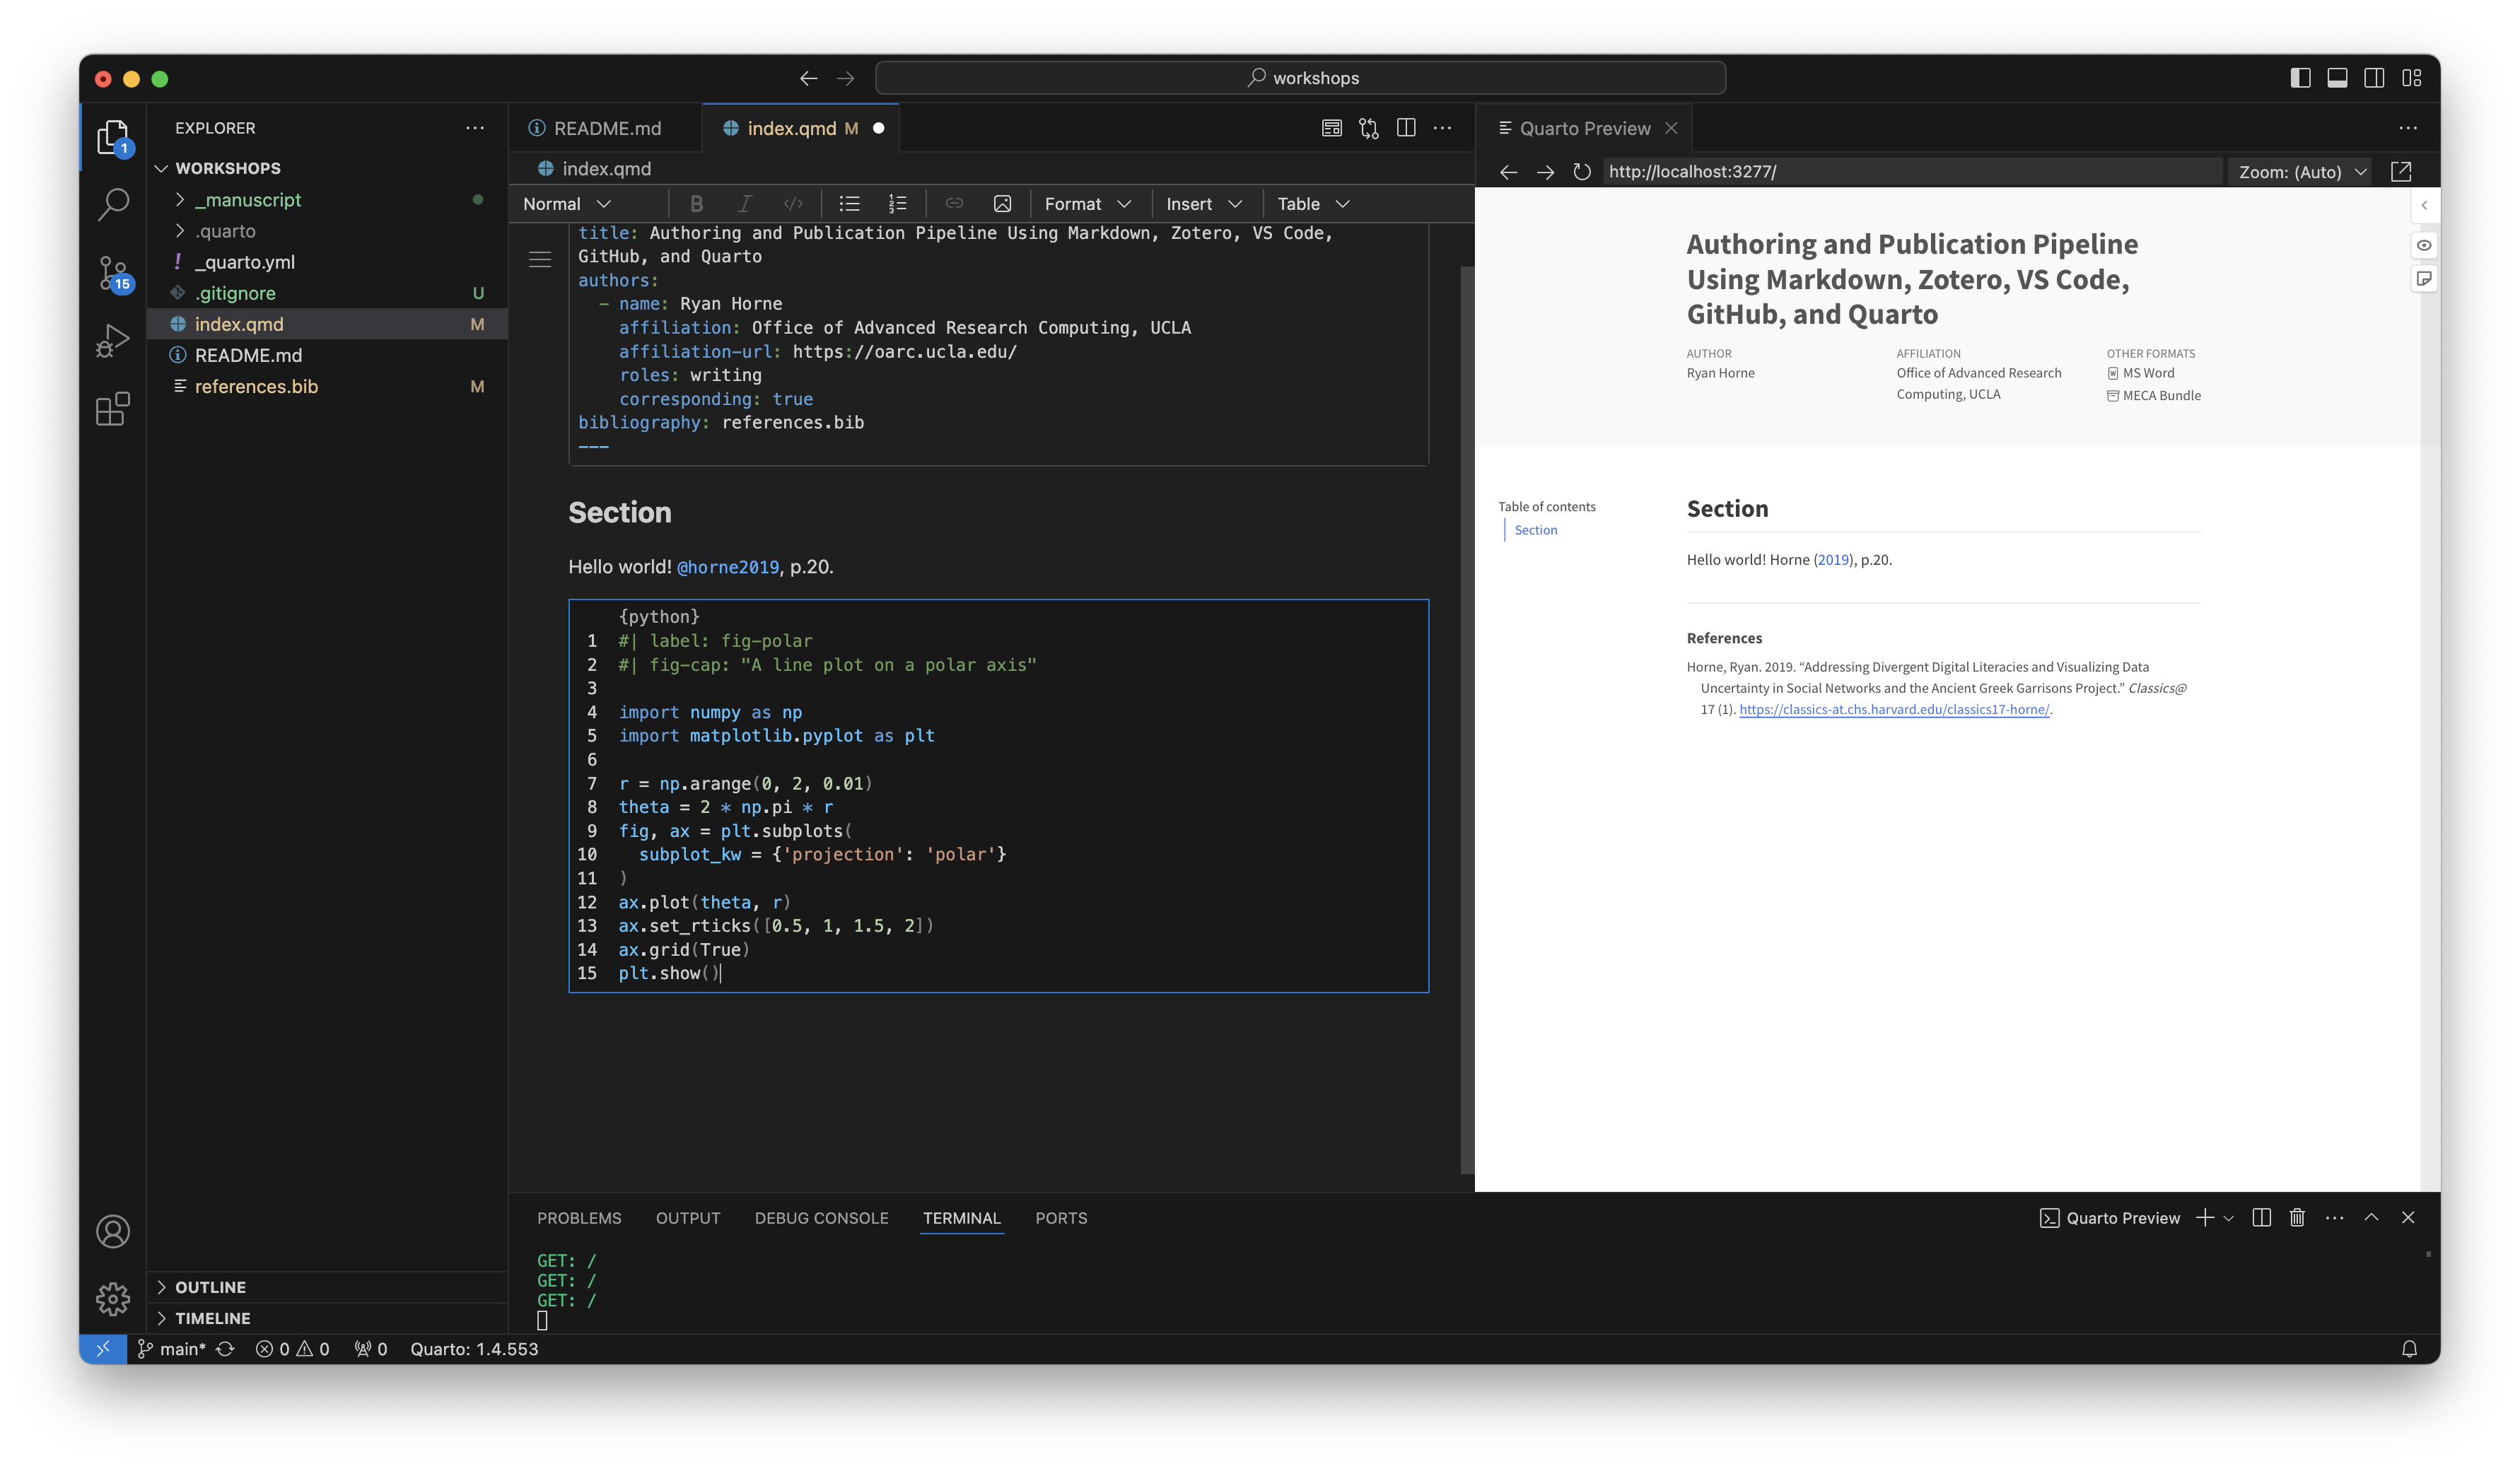 workshops
EXPLORER
WORKSHOPS
_manuscript
.quarto
! _quarto.yml
.gitignore U
index.qmd M
README.md
references.bib M
1
15
OUTLINE
TIMELINE
README.md
index.qmd M
index.qmd
Normal
Format
Insert
Table
title: Authoring and Publication Pipeline Using Markdown, Zotero, VS Code,
GitHub, and Quarto
authors:
- name: Ryan Horne
affiliation: Office of Advanced Research Computing, UCLA
affiliation-url: https://oarc.ucla.edu/
roles: writing
corresponding: true
bibliography: references.bib
---
Section
Hello world! @horne2019, p.20.
{python}
1 #| label: fig-polar
2 #| fig-cap: "A line plot on a polar axis"
3
4 import numpy as np
5 import matplotlib.pyplot as plt
6
7 r = np.arange(0, 2, 0.01)
8 theta = 2 * np.pi * r
9 fig, ax = plt.subplots(
10 subplot_kw = {'projection': 'polar'}
11 )
12 ax.plot(theta, r)
13 ax.set_rticks([0.5, 1, 1.5, 2])
14 ax.grid(True)
15 plt.show()
Quarto Preview
http://localhost:3277/
Zoom: (Auto)
Authoring and Publication Pipeline
Using Markdown, Zotero, VS Code,
GitHub, and Quarto
AUTHOR
Ryan Horne
AFFILIATION
Office of Advanced Research
Computing, UCLA
OTHER FORMATS
MS Word
MECA Bundle
Table of contents
Section
Section
Hello world! Horne (2019), p.20.
References
Horne, Ryan. 2019. “Addressing Divergent Digital Literacies and Visualizing Data
Uncertainty in Social Networks and the Ancient Greek Garrisons Project.” Classics@
17 (1). https://classics-at.chs.harvard.edu/classics17-horne/.
PROBLEMS
OUTPUT
DEBUG CONSOLE
TERMINAL
PORTS
Quarto Preview
GET: /
GET: /
GET: /
main*
0
0
0
Quarto: 1.4.553